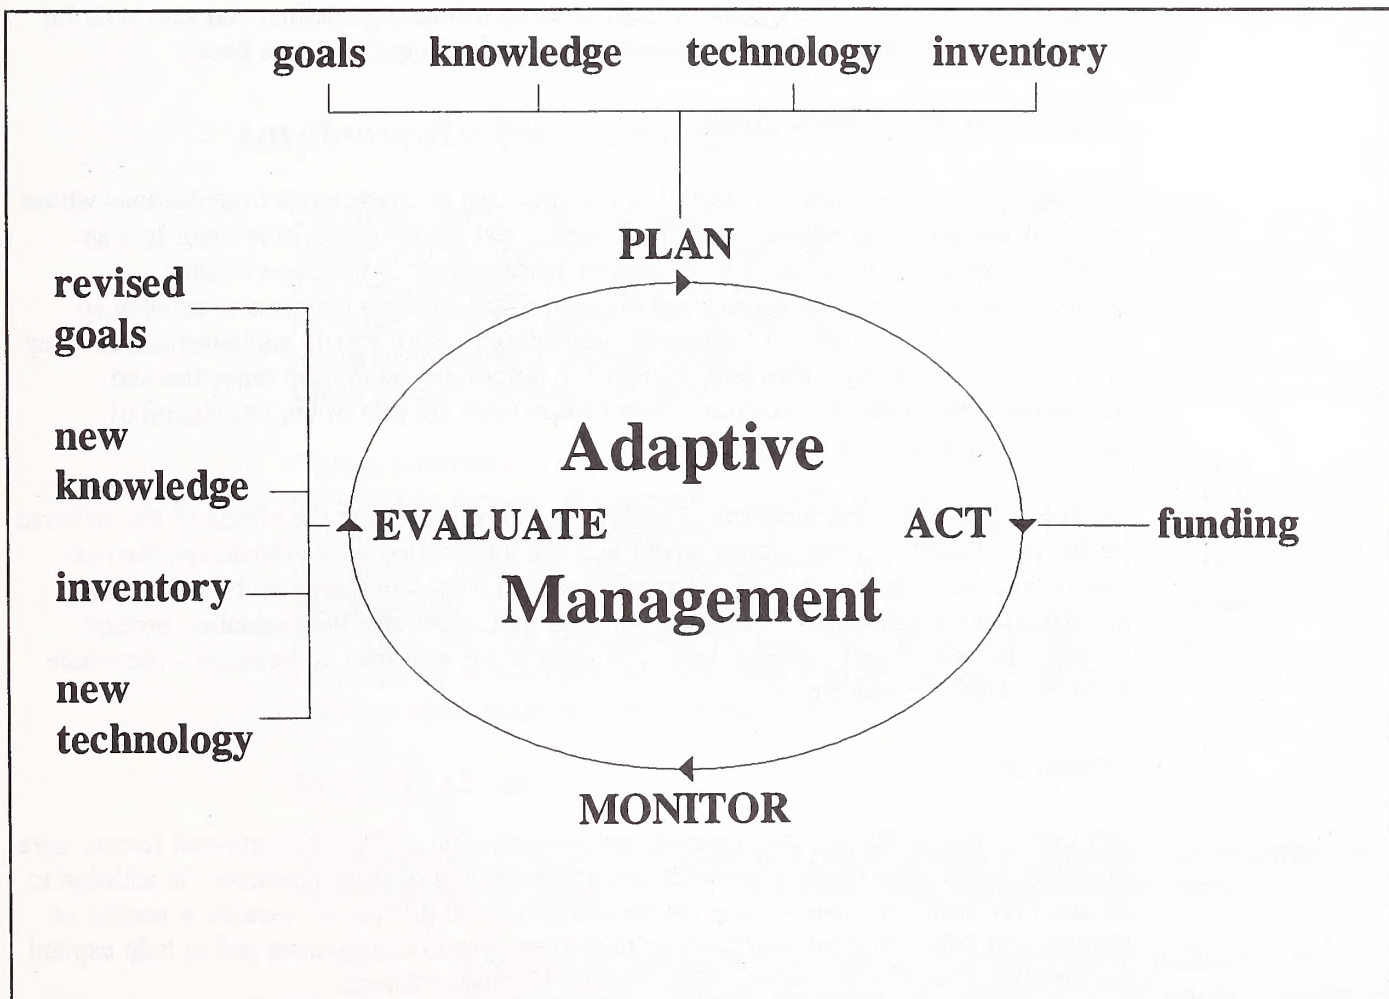 goals knowledge technology inventory
PLAN
revised
goals
new
knowledge
Adaptive
EVALUATE
ACT
funding
inventory
Management
new
technology
MONITOR